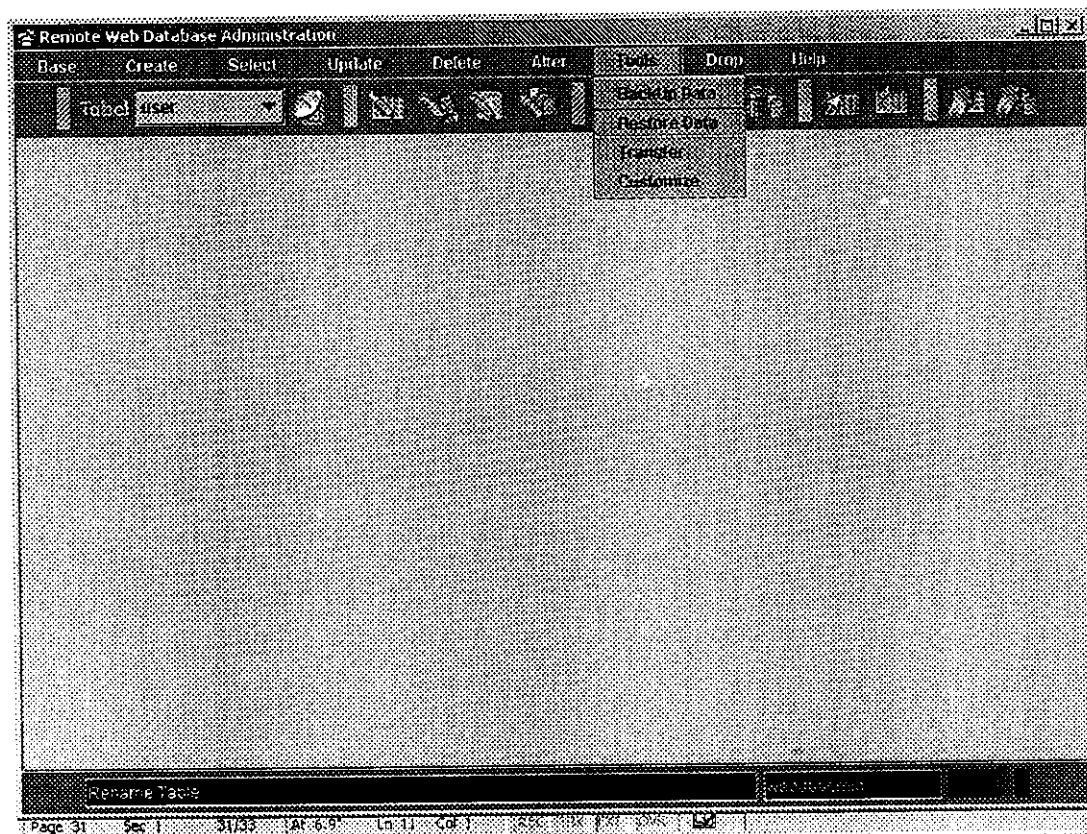 Remote Web Database Administration
Base Create Select Update Delete Alter Tools Drop Help
Tabel user
Backup Data
Restore Data
Transfer
Customize
Rename Table
Page 31 Sec 1 31/33 At 6.9" Ln 11 Col 1